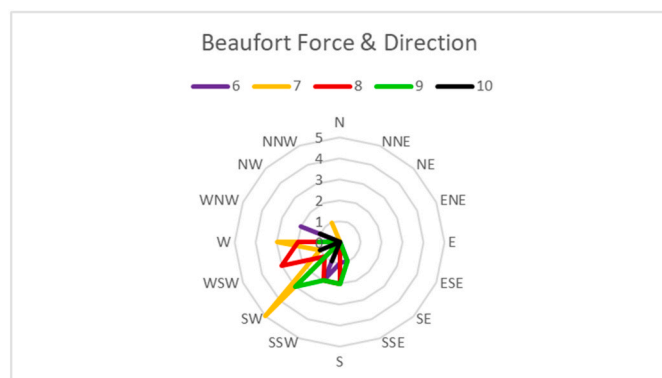 Beaufort Force & Direction
6 7 8 9 10
N
NNW NNE
5
NW NE
4
3
WNW ENE
2
1
W 0 E
WSW ESE
SW SE
SSW SSE
S